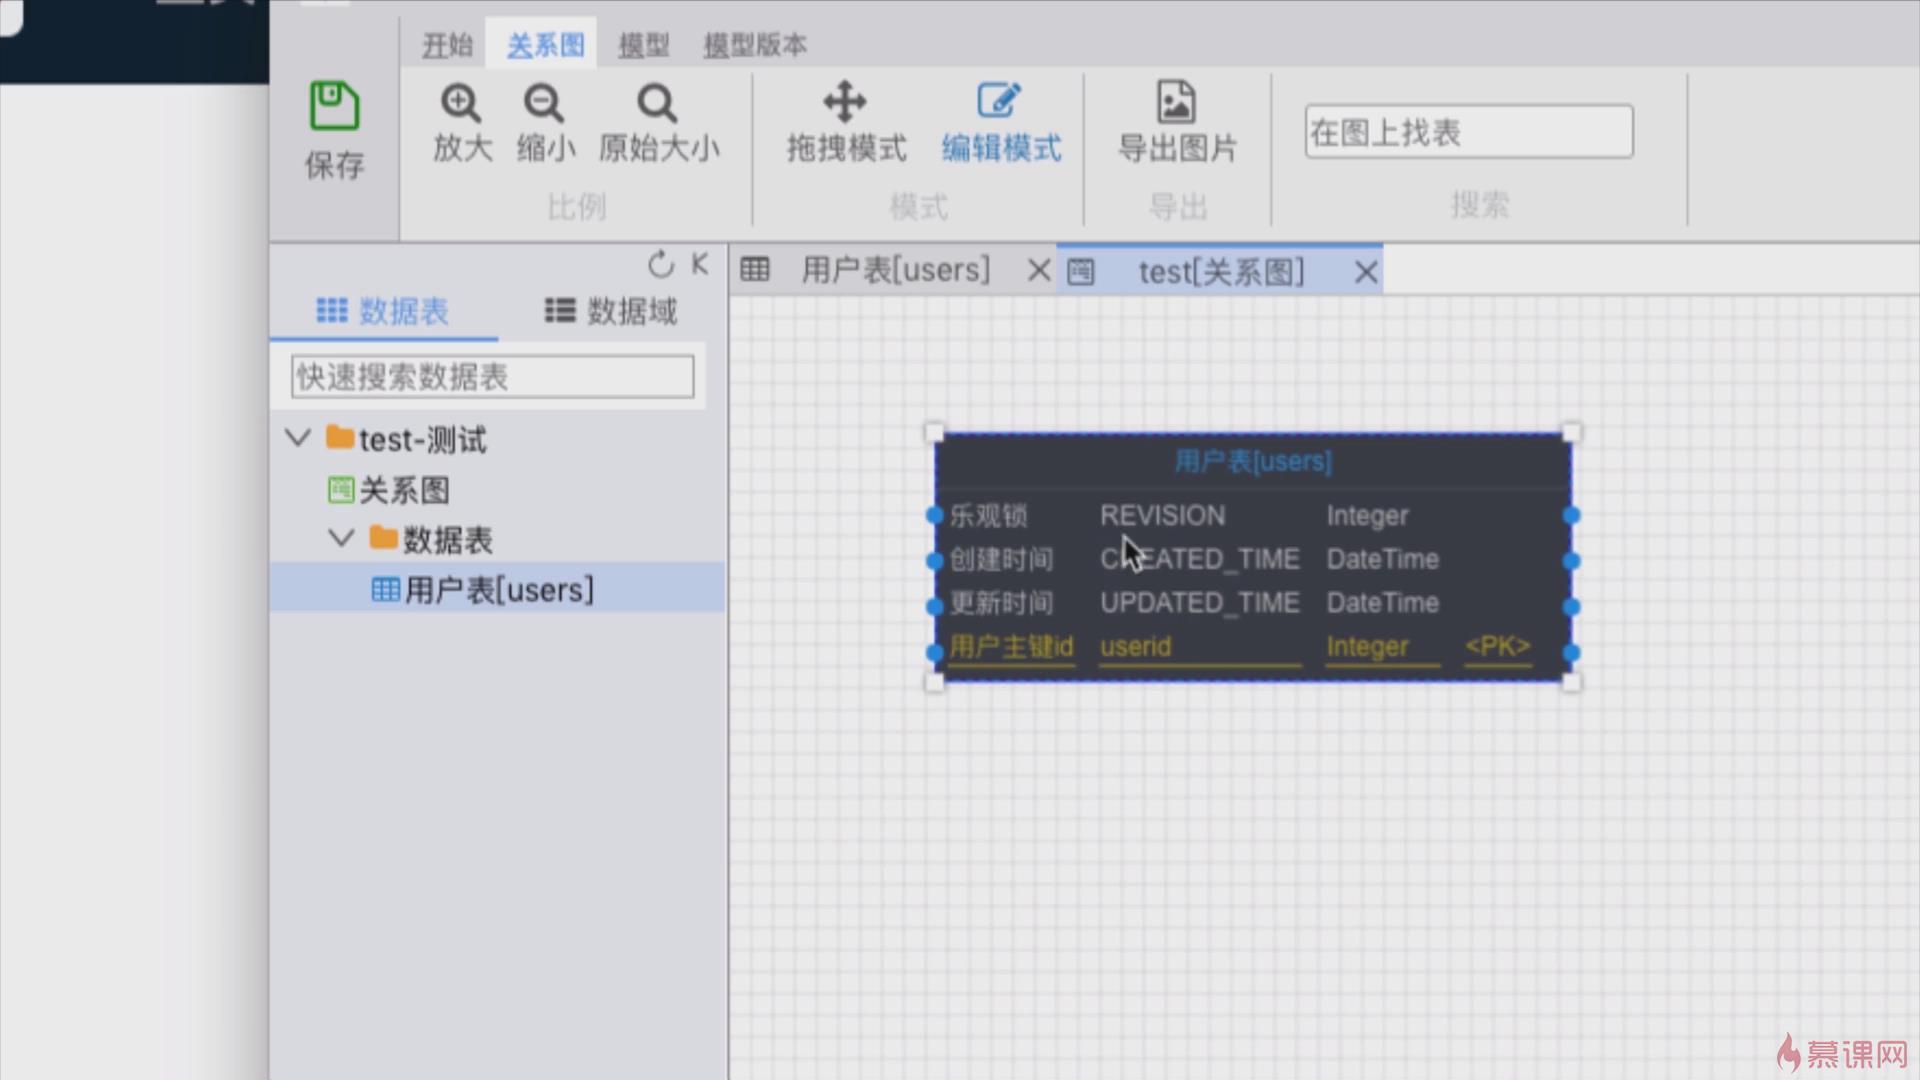 开始 关系图 模型 模型版本
保存
放大 缩小 原始大小
比例
拖拽模式 编辑模式
模式
导出图片
导出
在图上找表
搜索
数据表 数据域
快速搜索数据表
test-测试
关系图
数据表
用户表[users]
用户表[users] test[关系图]
用户表[users]
乐观锁 REVISION Integer
创建时间 CREATED_TIME DateTime
更新时间 UPDATED_TIME DateTime
用户主键id userid Integer <PK>
慕课网